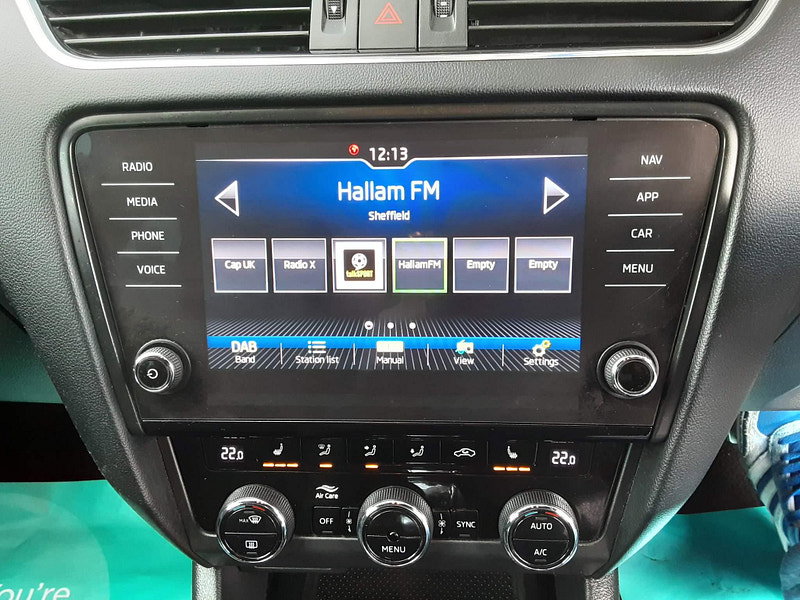 12:13
RADIO
MEDIA
PHONE
VOICE
Hallam FM
Sheffield
NAV
APP
CAR
MENU
Cap UK
Radio X
talkSPORT
HallamFM
Empty
Empty
DAB
Band
Station list
Manual
View
Settings
22.0
22.0
Air Care
MAX
OFF
MENU
SYNC
AUTO
A/C
You're